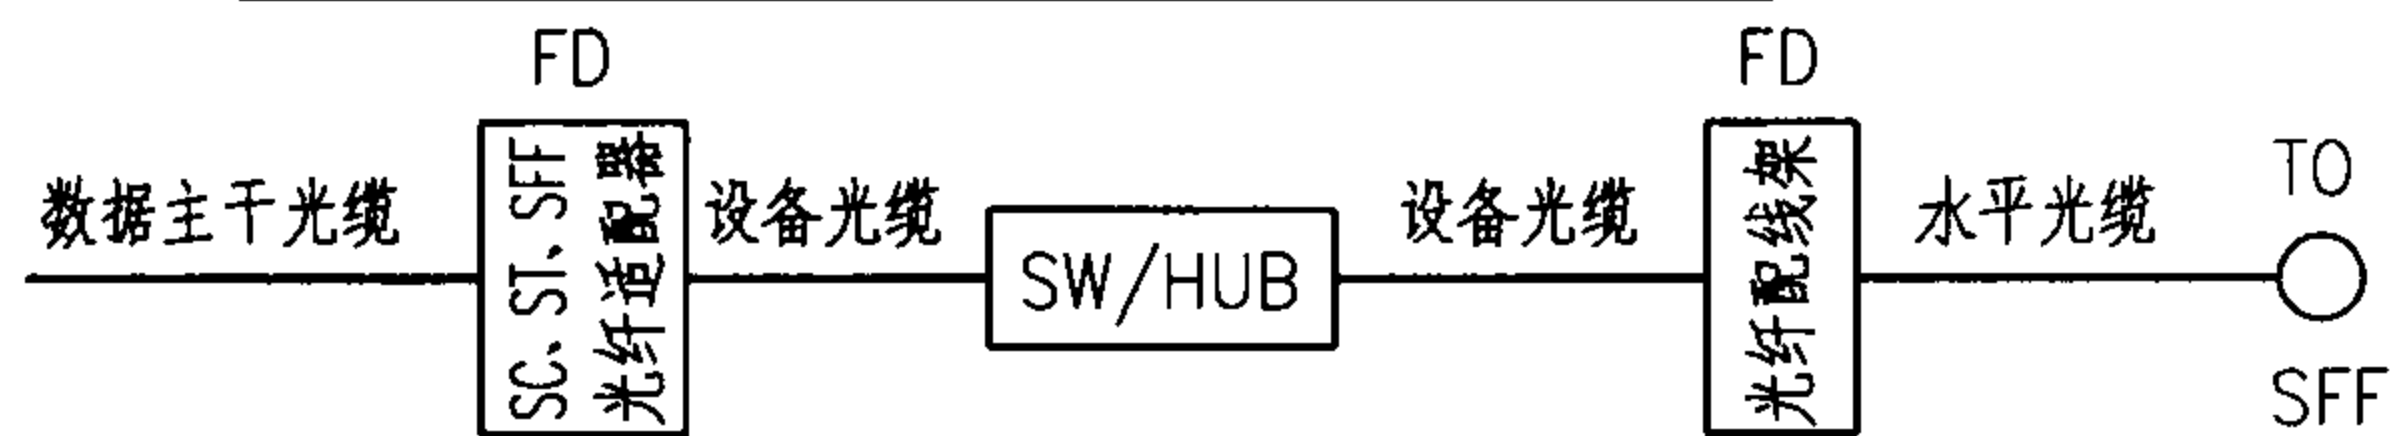 FD
FD
数据主干光缆
SC、ST、SFF
光纤适配器
设备光缆
SW/HUB
设备光缆
光纤配线架
水平光缆
TO
SFF